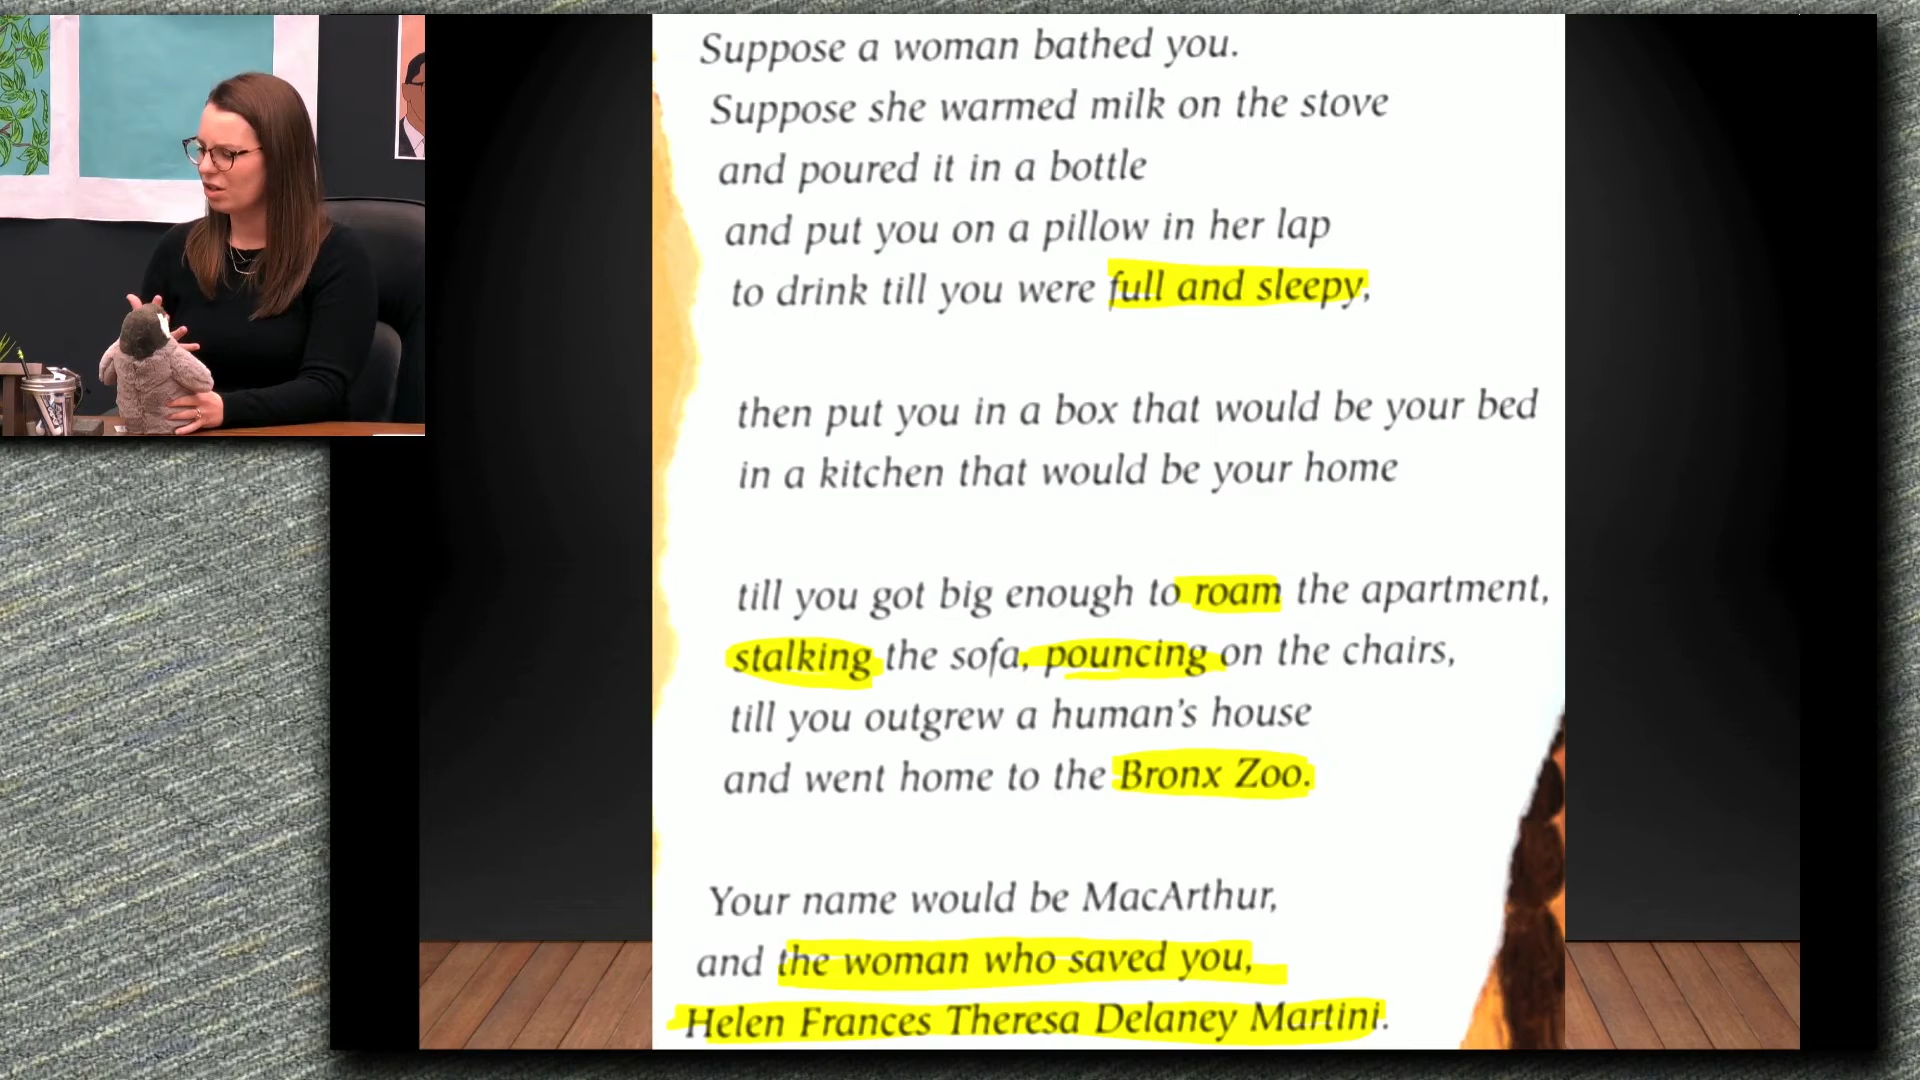 Suppose a woman bathed you.
Suppose she warmed milk on the stove
and poured it in a bottle
and put you on a pillow in her lap
to drink till you were full and sleepy,
then put you in a box that would be your bed
in a kitchen that would be your home
till you got big enough to roam the apartment,
stalking the sofa, pouncing on the chairs,
till you outgrew a human's house
and went home to the Bronx Zoo.
Your name would be MacArthur,
and the woman who saved you,
Helen Frances Theresa Delaney Martini.